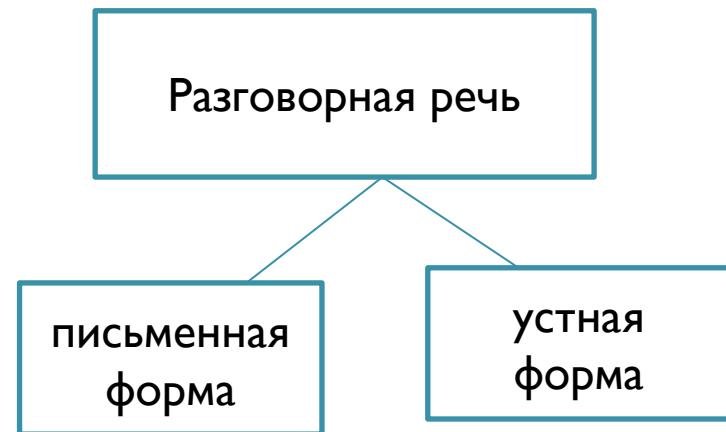 Разговорная речь
письменная
форма
устная
форма